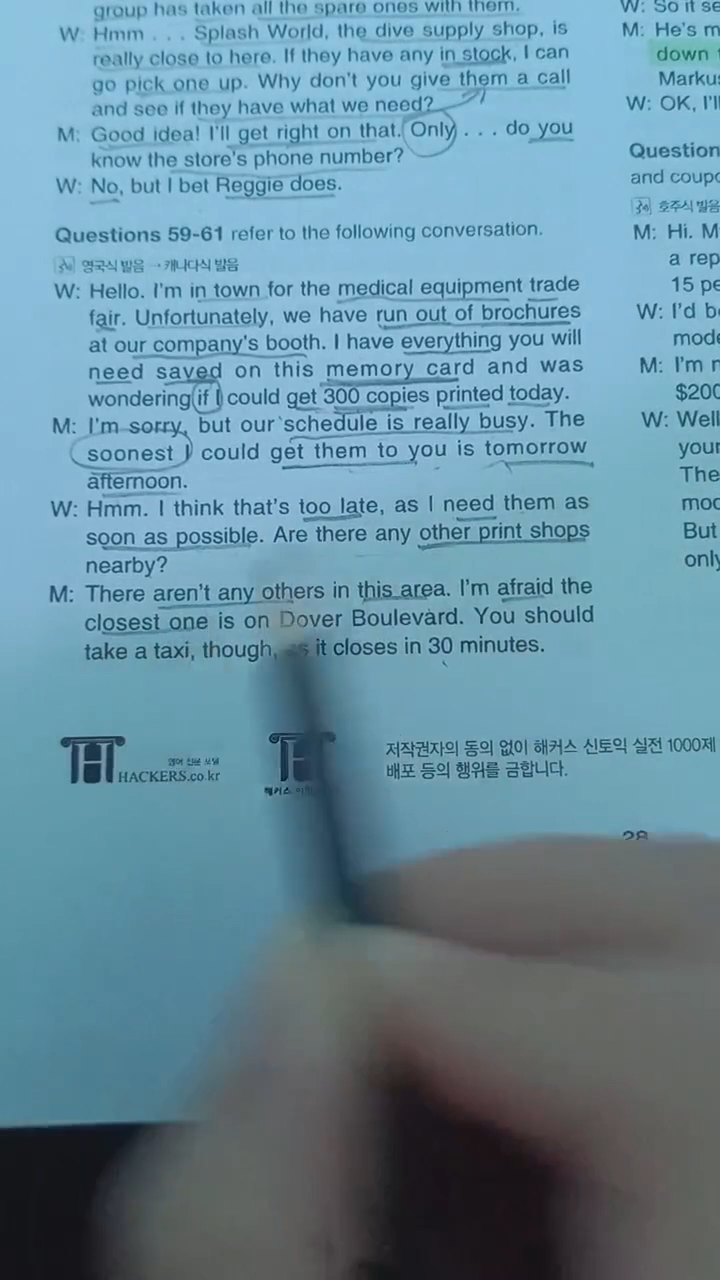 group has taken all the spare ones with them.
W: Hmm . . . Splash World, the dive supply shop, is
really close to here. If they have any in stock, I can
go pick one up. Why don't you give them a call
and see if they have what we need?
M: Good idea! I'll get right on that. Only . . . do you
know the store's phone number?
W: No, but I bet Reggie does.
Questions 59-61 refer to the following conversation.
영국식 발음 → 캐나다식 발음
W: Hello. I'm in town for the medical equipment trade
fair. Unfortunately, we have run out of brochures
at our company's booth. I have everything you will
need saved on this memory card and was
wondering if I could get 300 copies printed today.
M: I'm sorry, but our schedule is really busy. The
soonest I could get them to you is tomorrow
afternoon.
W: Hmm. I think that's too late, as I need them as
soon as possible. Are there any other print shops
nearby?
M: There aren't any others in this area. I'm afraid the
closest one is on Dover Boulevard. You should
take a taxi, though, as it closes in 30 minutes.
HACKERS.co.kr
저작권자의 동의 없이 해커스 신토익 실전 1000제
배포 등의 행위를 금합니다.
28
W: So it se
M: He's m
down
Marku
W: OK, I'll
Question
and coup
호주식 발음
M: Hi. M
a rep
15 pe
W: I'd b
mode
M: I'm r
$200
W: Well
your
The
mod
But
only